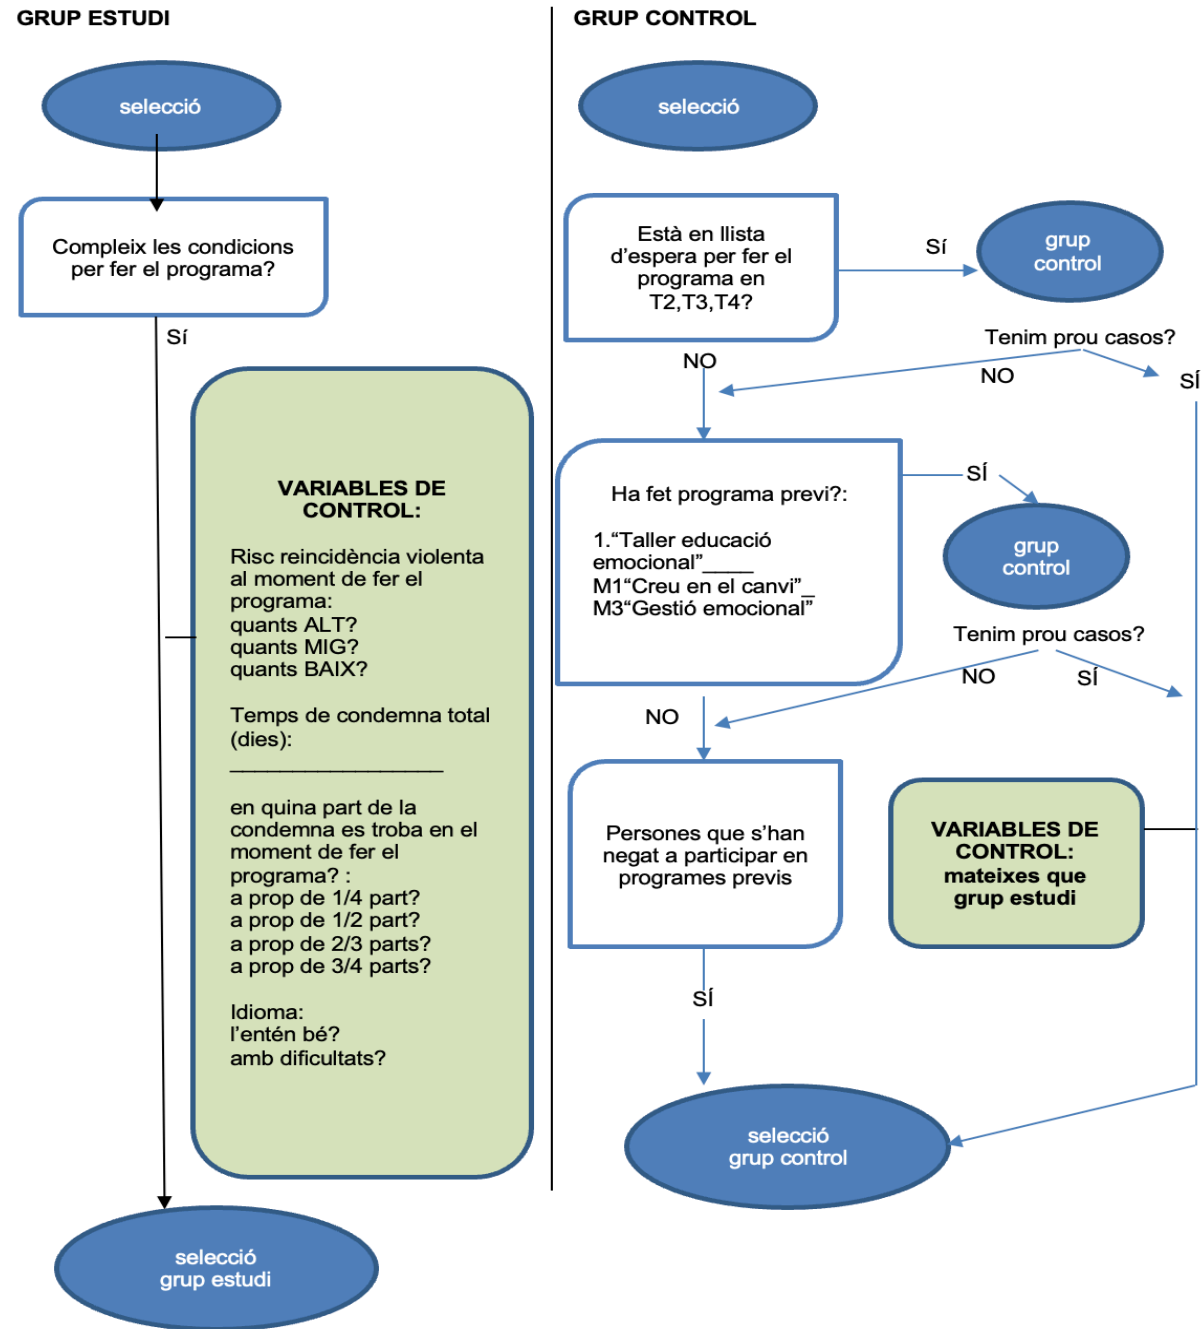 GRUP ESTUDI
selecció
Compleix les condicions
per fer el programa?
Sí
VARIABLES DE
CONTROL:
Risc reincidència violenta
al moment de fer el
programa:
quants ALT?
quants MIG?
quants BAIX?
Temps de condemna total
(dies):
_________________
en quina part de la
condemna es troba en el
moment de fer el
programa? :
a prop de 1/4 part?
a prop de 1/2 part?
a prop de 2/3 parts?
a prop de 3/4 parts?
Idioma:
l’entén bé?
amb dificultats?
selecció
grup estudi
GRUP CONTROL
selecció
Està en llista
d’espera per fer el
programa en
T2,T3,T4?
Sí
grup
control
Tenim prou casos?
NO
NO
SÍ
Ha fet programa previ?:
1.“Taller educació
emocional”____
M1“Creu en el canvi”_
M3“Gestió emocional”
SÍ
grup
control
Tenim prou casos?
NO
SÍ
NO
Persones que s’han
negat a participar en
programes previs
VARIABLES DE
CONTROL:
mateixes que
grup estudi
SÍ
selecció
grup control